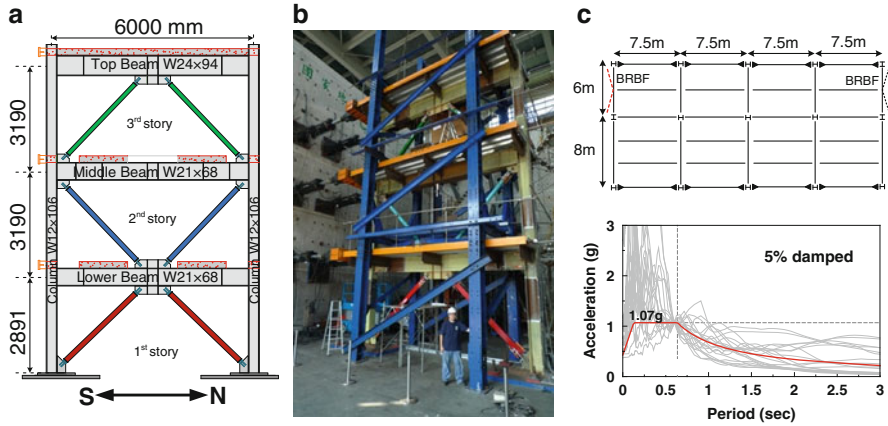 a
6000 mm
Top Beam W24×94
3190
3rd story
Middle Beam W21×68
3190
Column W12×106
Column W12×106
2nd story
Lower Beam W21×68
2891
1st story
S N
b
c
7.5m 7.5m 7.5m 7.5m
6m
BRBF BRBF
8m
3
2
1
0
Acceleration (g)
5% damped
1.07g
0 0.5 1 1.5 2 2.5 3
Period (sec)